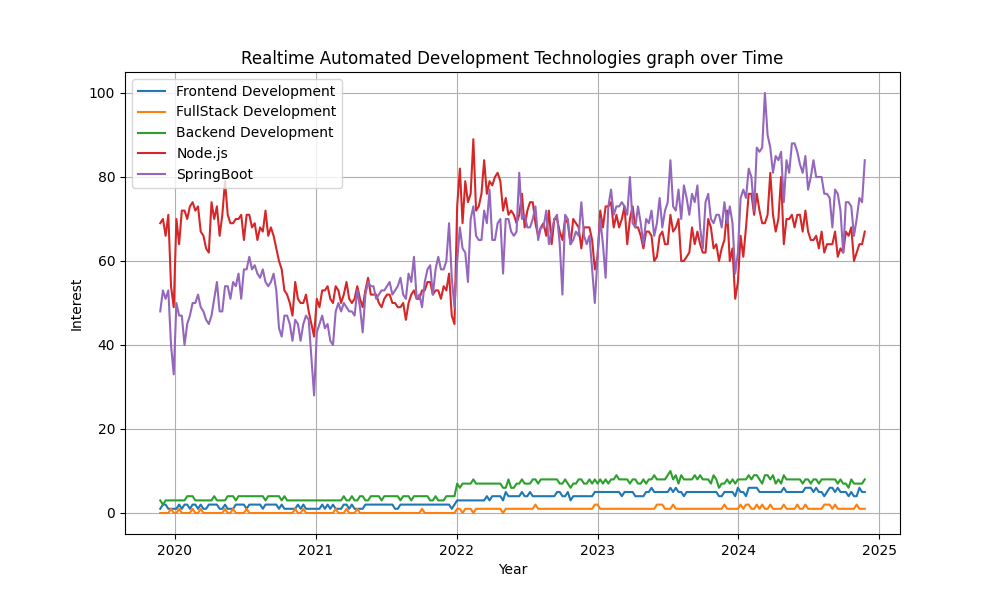 Realtime Automated Development Technologies graph over Time
Frontend Development
FullStack Development
Backend Development
Node.js
SpringBoot
100
80
60
40
20
0
Interest
2020
2021
2022
2023
2024
2025
Year